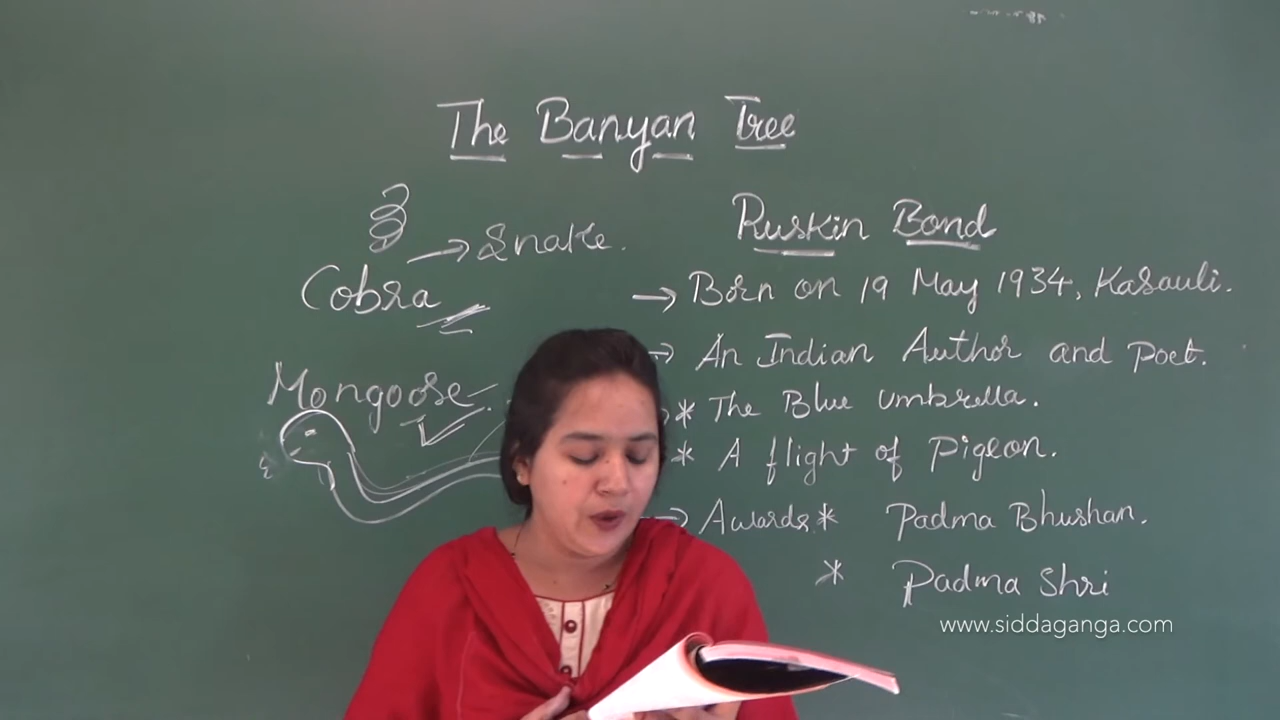 The Banyan Tree
→ Snake.
Cobra
Mongoose
Ruskin Bond
→ Born on 19 May 1934, Kasauli.
→ An Indian Author and Poet.
* The Blue umbrella.
* A flight of Pigeon.
→ Awards * Padma Bhushan.
* Padma Shri
www.siddaganga.com